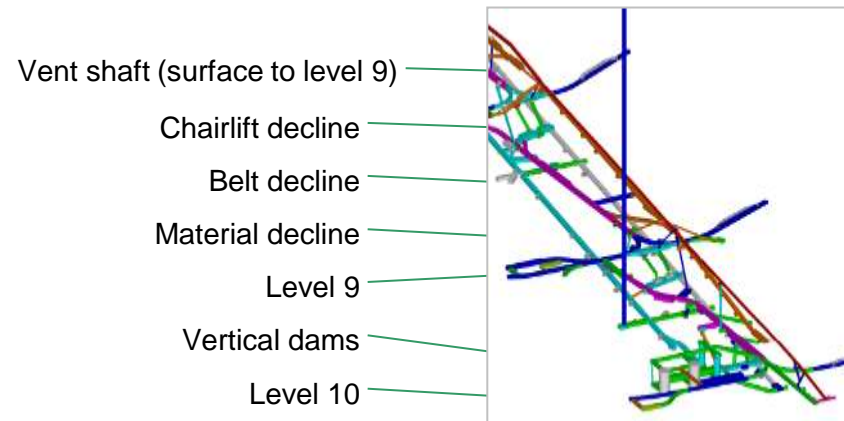 Vent shaft (surface to level 9)
Chairlift decline
Belt decline
Material decline
Level 9
Vertical dams
Level 10